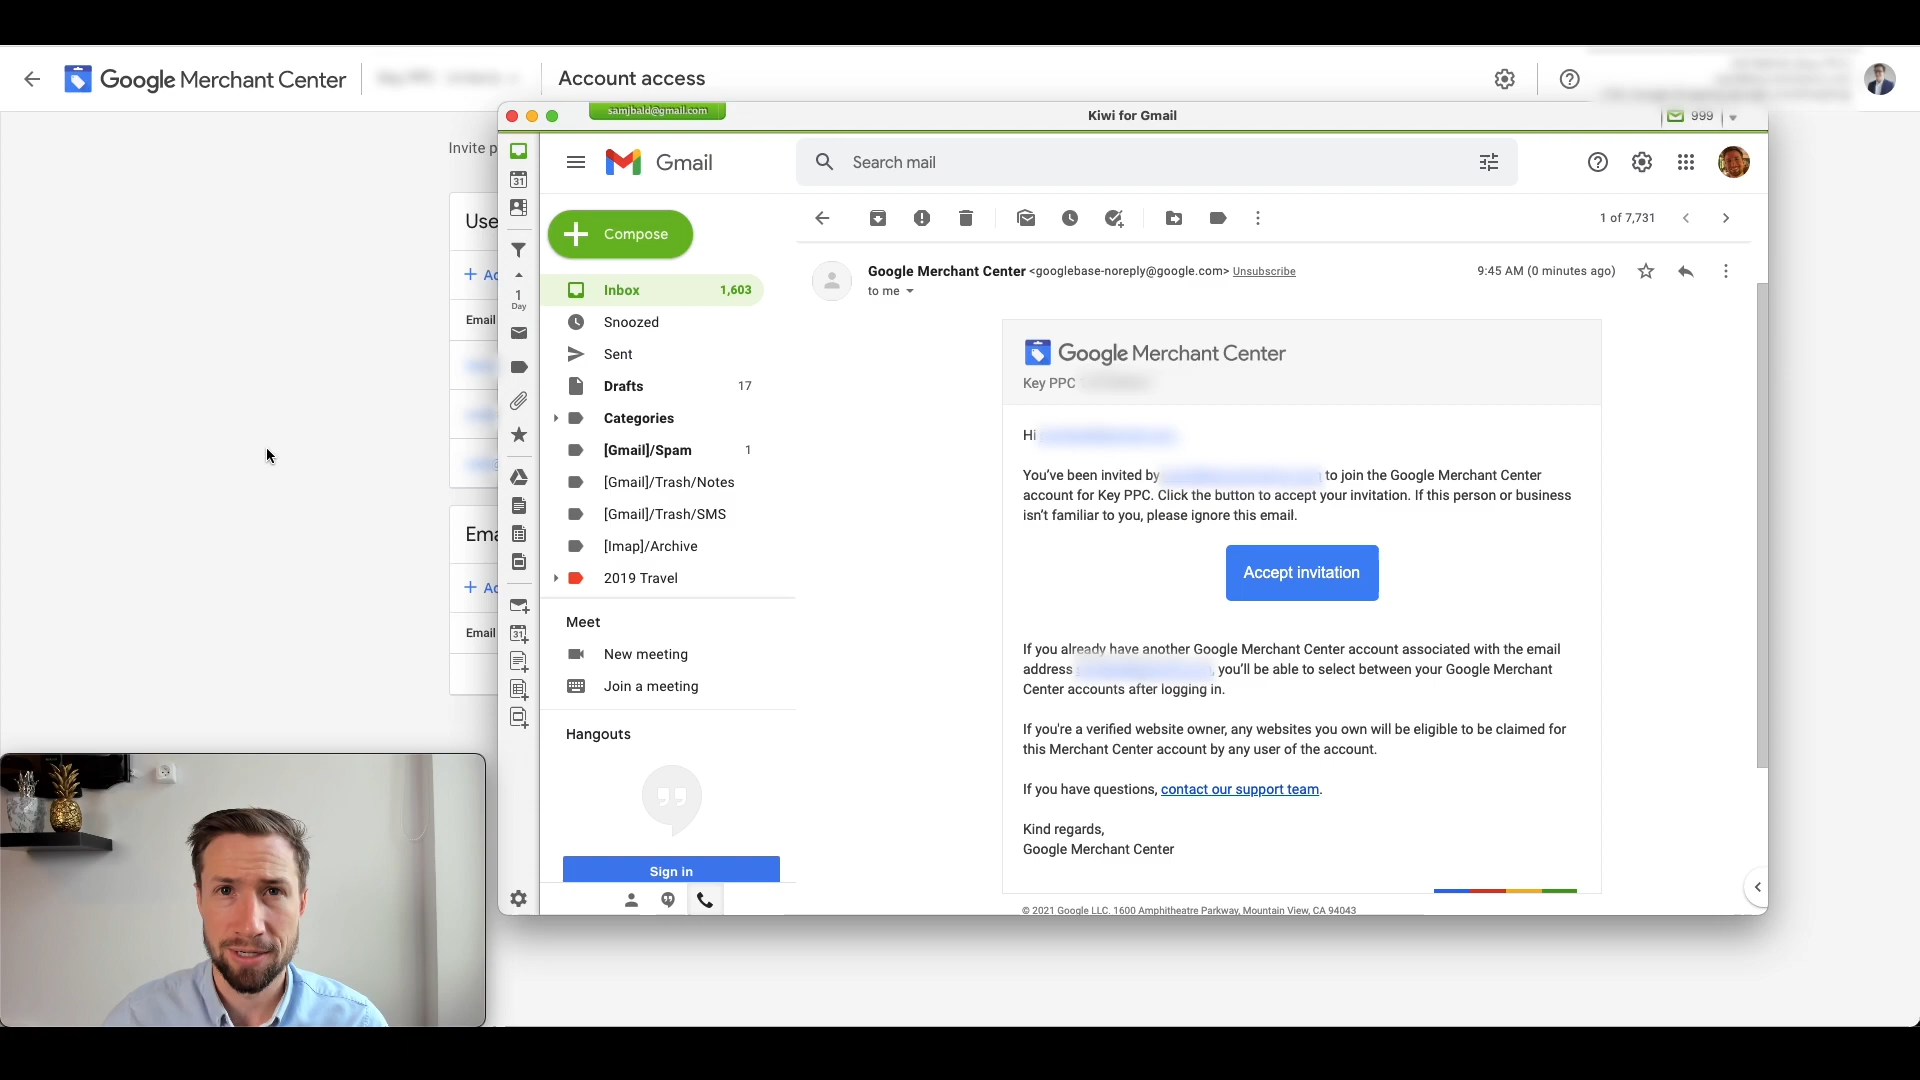 Google Merchant Center
Account access
Invite p
Use
Ac
Email
Ema
Ac
Email
samjbald@gmail.com
Kiwi for Gmail
999
31
1
Day
31
Gmail
Search mail
1 of 7,731
Compose
Inbox 1,603
Snoozed
Sent
Drafts 17
Categories
[Gmail]/Spam 1
[Gmail]/Trash/Notes
[Gmail]/Trash/SMS
[Imap]/Archive
2019 Travel
Meet
New meeting
Join a meeting
Hangouts
Sign in
Google Merchant Center <googlebase-noreply@google.com> Unsubscribe 9:45 AM (0 minutes ago)
to me
Google Merchant Center
Key PPC
Hi
You’ve been invited by to join the Google Merchant Center
account for Key PPC. Click the button to accept your invitation. If this person or business
isn’t familiar to you, please ignore this email.
Accept invitation
If you already have another Google Merchant Center account associated with the email
address , you’ll be able to select between your Google Merchant
Center accounts after logging in.
If you're a verified website owner, any websites you own will be eligible to be claimed for
this Merchant Center account by any user of the account.
If you have questions, contact our support team.
Kind regards,
Google Merchant Center
© 2021 Google LLC. 1600 Amphitheatre Parkway, Mountain View, CA 94043